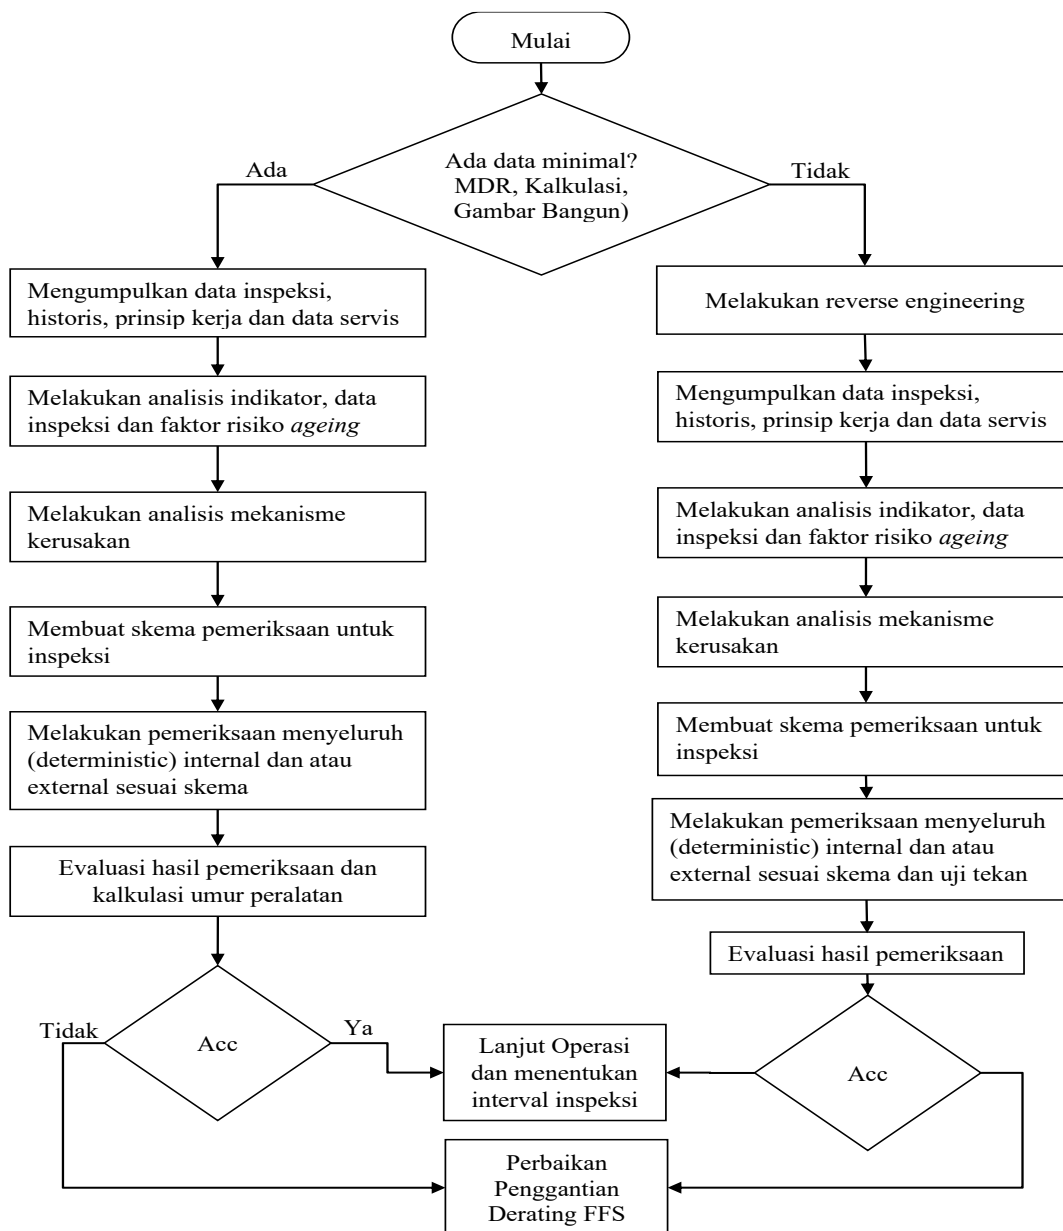 Mulai
Ada data minimal?
MDR, Kalkulasi,
Gambar Bangun)
Ada
Tidak
Mengumpulkan data inspeksi,
historis, prinsip kerja dan data servis
Melakukan analisis indikator, data
inspeksi dan faktor risiko ageing
Melakukan analisis mekanisme
kerusakan
Membuat skema pemeriksaan untuk
inspeksi
Melakukan pemeriksaan menyeluruh
(deterministic) internal dan atau
external sesuai skema
Evaluasi hasil pemeriksaan dan
kalkulasi umur peralatan
Acc
Tidak
Ya
Melakukan reverse engineering
Mengumpulkan data inspeksi,
historis, prinsip kerja dan data servis
Melakukan analisis indikator, data
inspeksi dan faktor risiko ageing
Melakukan analisis mekanisme
kerusakan
Membuat skema pemeriksaan untuk
inspeksi
Melakukan pemeriksaan menyeluruh
(deterministic) internal dan atau
external sesuai skema dan uji tekan
Evaluasi hasil pemeriksaan
Acc
Lanjut Operasi
dan menentukan
interval inspeksi
Perbaikan
Penggantian
Derating FFS